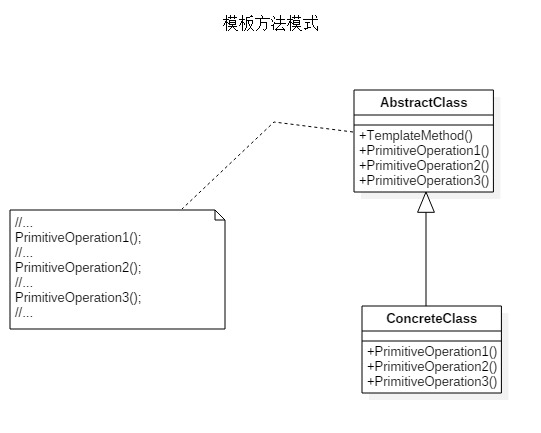 模板方法模式
AbstractClass
+TemplateMethod()
+PrimitiveOperation1()
+PrimitiveOperation2()
+PrimitiveOperation3()
//...
PrimitiveOperation1();
//...
PrimitiveOperation2();
//...
PrimitiveOperation3();
//...
ConcreteClass
+PrimitiveOperation1()
+PrimitiveOperation2()
+PrimitiveOperation3()